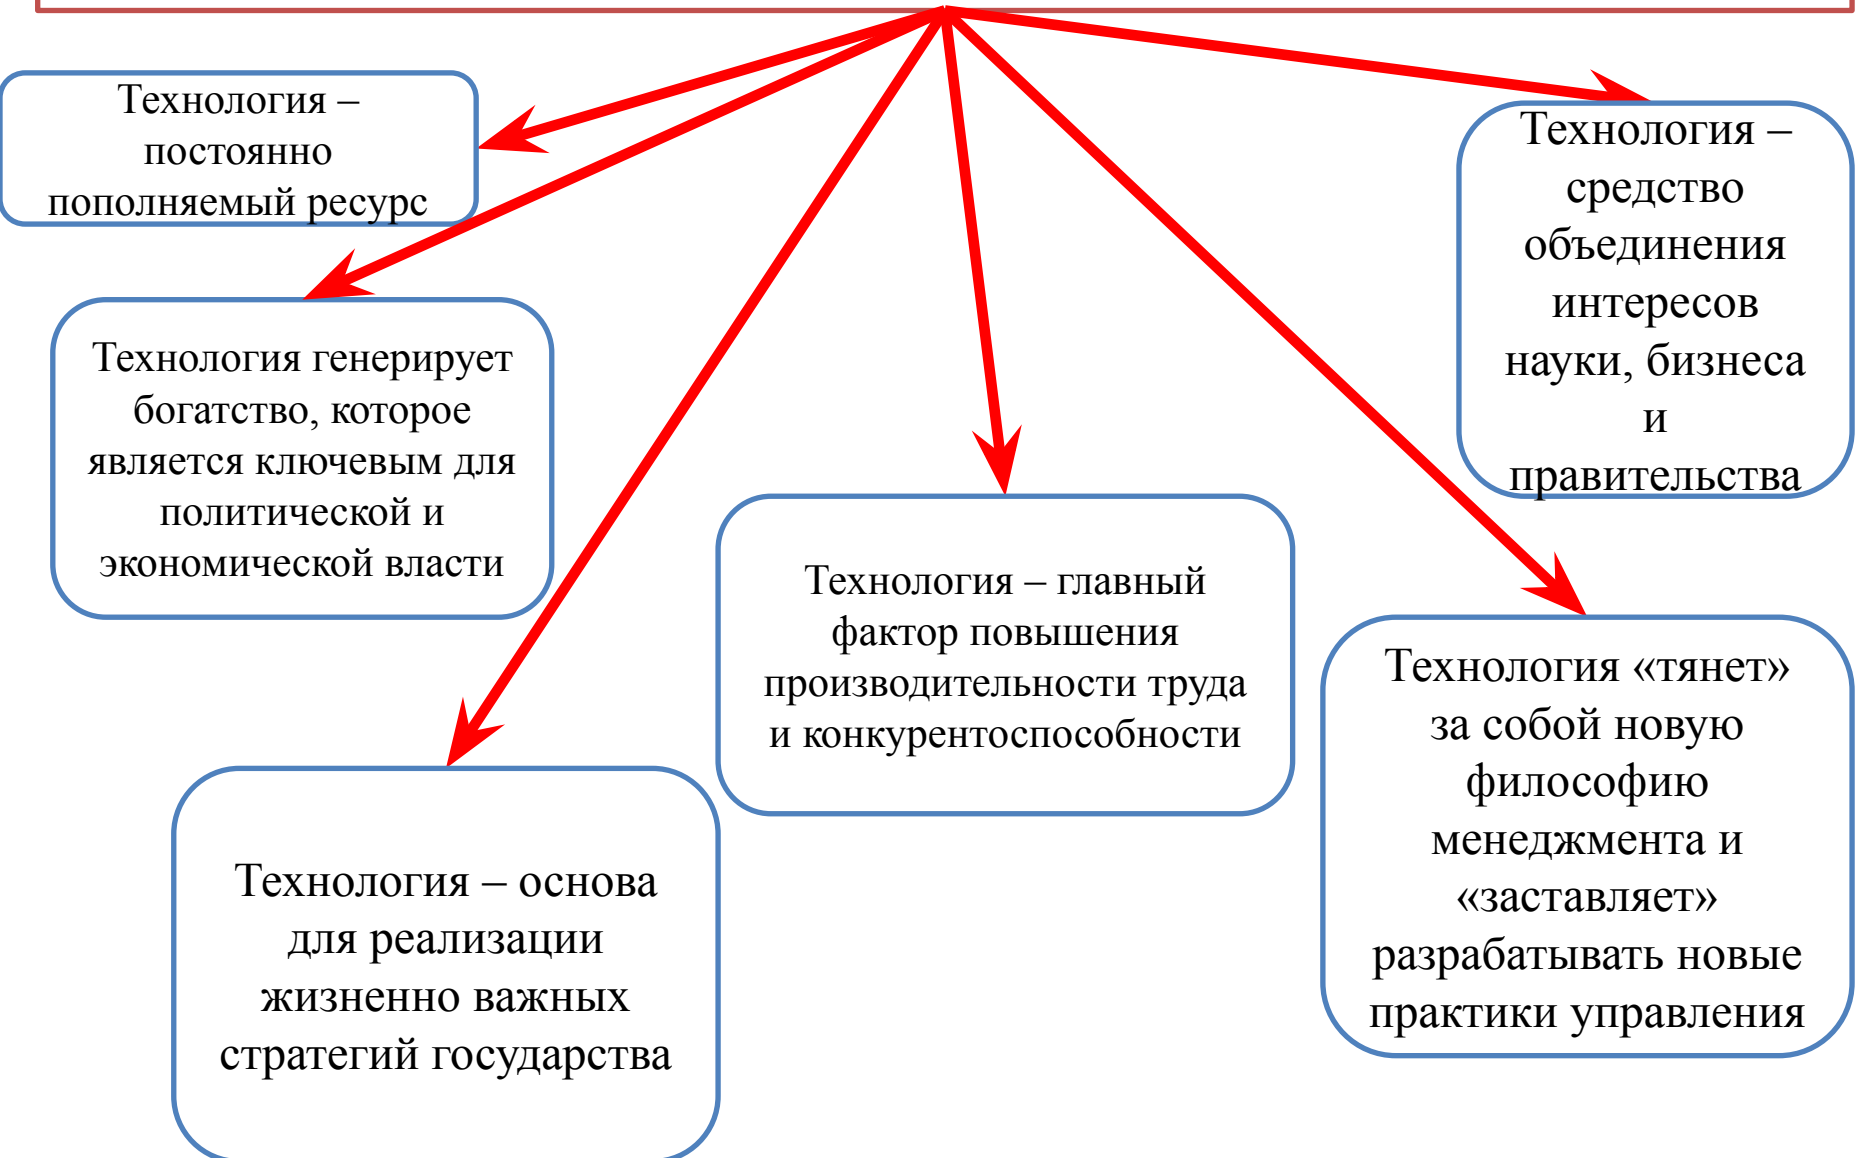 Технология –
постоянно
пополняемый ресурс
Технология генерирует
богатство, которое
является ключевым для
политической и
экономической власти
Технология – основа
для реализации
жизненно важных
стратегий государства
Технология – главный
фактор повышения
производительности труда
и конкурентоспособности
Технология –
средство
объединения
интересов
науки, бизнеса
и
правительства
Технология «тянет»
за собой новую
философию
менеджмента и
«заставляет»
разрабатывать новые
практики управления